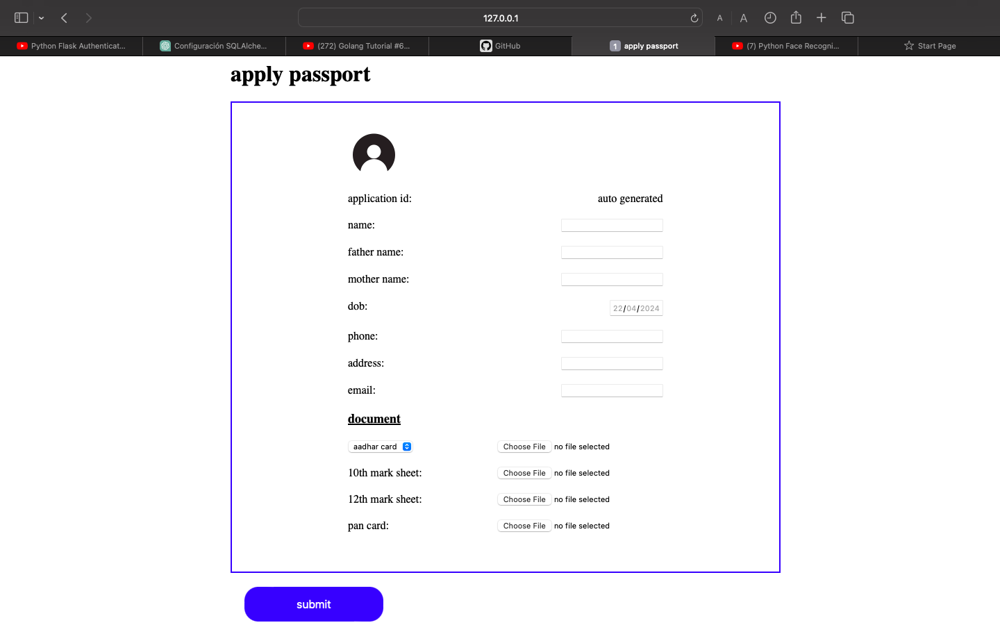 127.0.0.1
A A
Python Flask Authenticat...
Configuración SQLAlche...
(272) Golang Tutorial #6...
GitHub
1 apply passport
(7) Python Face Recogni...
Start Page
apply passport
application id: auto generated
name:
father name:
mother name:
dob: 22/04/2024
phone:
address:
email:
document
aadhar card Choose File no file selected
10th mark sheet: Choose File no file selected
12th mark sheet: Choose File no file selected
pan card: Choose File no file selected
submit